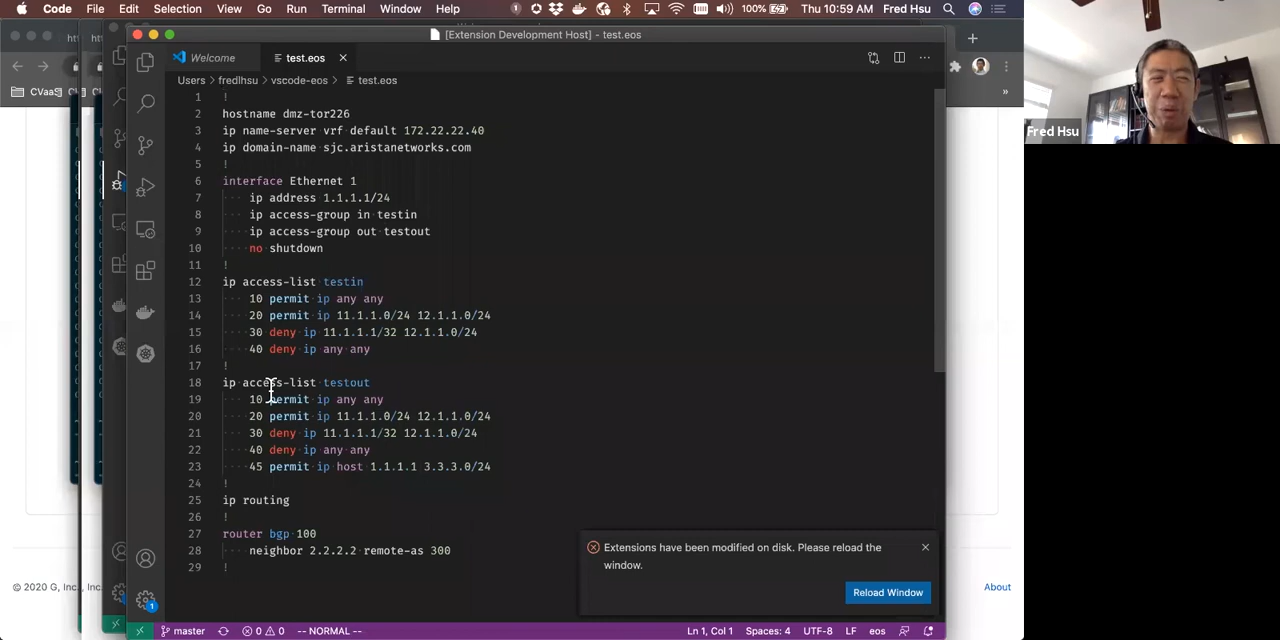 Code File Edit Selection View Go Run Terminal Window Help 100% Thu 10:59 AM Fred Hsu
[Extension Development Host] - test.eos
Welcome test.eos
Users > fredlhsu > vscode-eos > test.eos
1 !
2 hostname dmz-tor226
3 ip name-server vrf default 172.22.22.40
4 ip domain-name sjc.aristanetworks.com
5 !
6 interface Ethernet 1
7 ip address 1.1.1.1/24
8 ip access-group in testin
9 ip access-group out testout
10 no shutdown
11 !
12 ip access-list testin
13 10 permit ip any any
14 20 permit ip 11.1.1.0/24 12.1.1.0/24
15 30 deny ip 11.1.1.1/32 12.1.1.0/24
16 40 deny ip any any
17 !
18 ip access-list testout
19 10 permit ip any any
20 20 permit ip 11.1.1.0/24 12.1.1.0/24
21 30 deny ip 11.1.1.1/32 12.1.1.0/24
22 40 deny ip any any
23 45 permit ip host 1.1.1.1 3.3.3.0/24
24 !
25 ip routing
26 !
27 router bgp 100
28 neighbor 2.2.2.2 remote-as 300
29 !
Extensions have been modified on disk. Please reload the
window.
Reload Window
master 0 0 -- NORMAL -- Ln 1, Col 1 Spaces: 4 UTF-8 LF eos
1
CVaaS
© 2020 G, Inc.
About
Fred Hsu